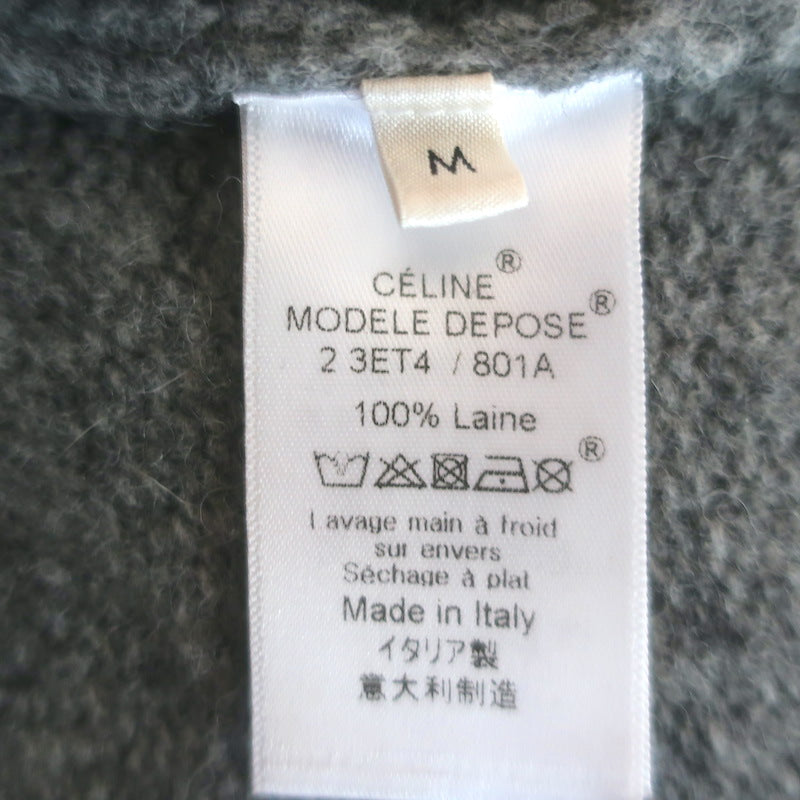 M
CÉLINE®
MODELE DEPOSE®
2 3ET4 / 801A
100% Laine
®
Lavage main à froid
sur envers
Séchage à plat
Made in Italy
イタリア製
意大利制造